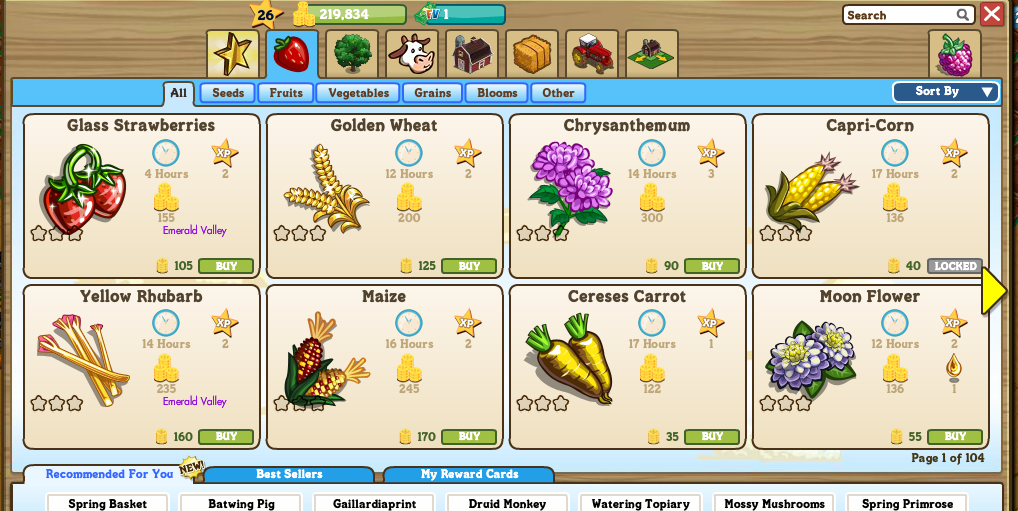 26 219,834 FV 1 Search
All Seeds Fruits Vegetables Grains Blooms Other Sort By
Glass Strawberries
XP
4 Hours 2
155
Emerald Valley
105 BUY
Golden Wheat
XP
12 Hours 2
200
125 BUY
Chrysanthemum
XP
14 Hours 3
300
90 BUY
Capri-Corn
XP
17 Hours 2
136
40 LOCKED
Yellow Rhubarb
XP
14 Hours 2
235
Emerald Valley
160 BUY
Maize
XP
16 Hours 2
245
170 BUY
Cereses Carrot
XP
17 Hours 1
122
35 BUY
Moon Flower
XP
12 Hours 2
136 1
55 BUY
Page 1 of 104
Recommended For You NEW! Best Sellers My Reward Cards
Spring Basket Batwing Pig Gaillardiaprint Druid Monkey Watering Topiary Mossy Mushrooms Spring Primrose